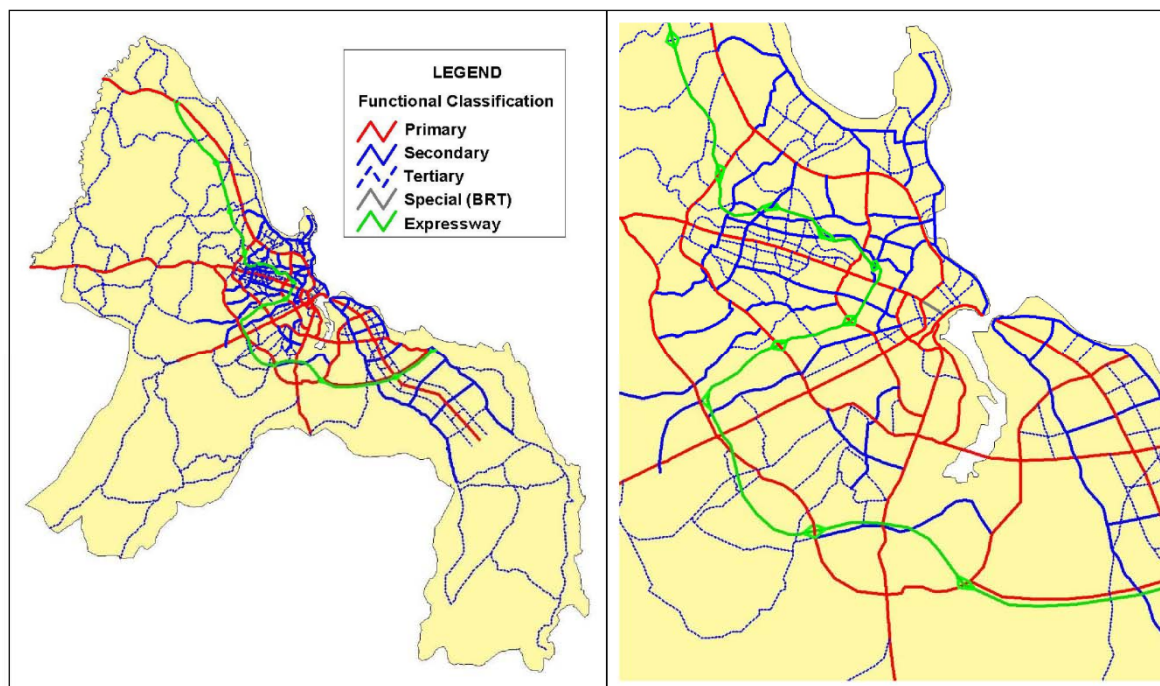 LEGEND
Functional Classification
Primary
Secondary
Tertiary
Special (BRT)
Expressway